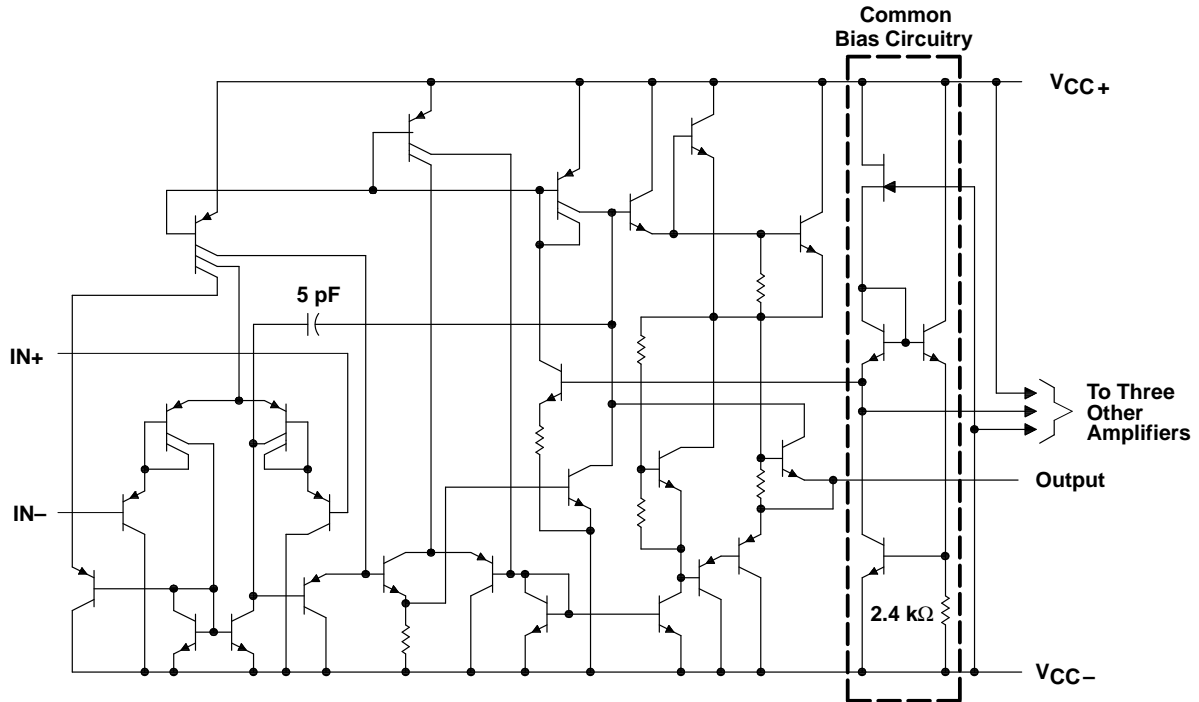 Common
Bias Circuitry
VCC+
5 pF
IN+
To Three
Other
Amplifiers
Output
IN–
2.4 kΩ
VCC–